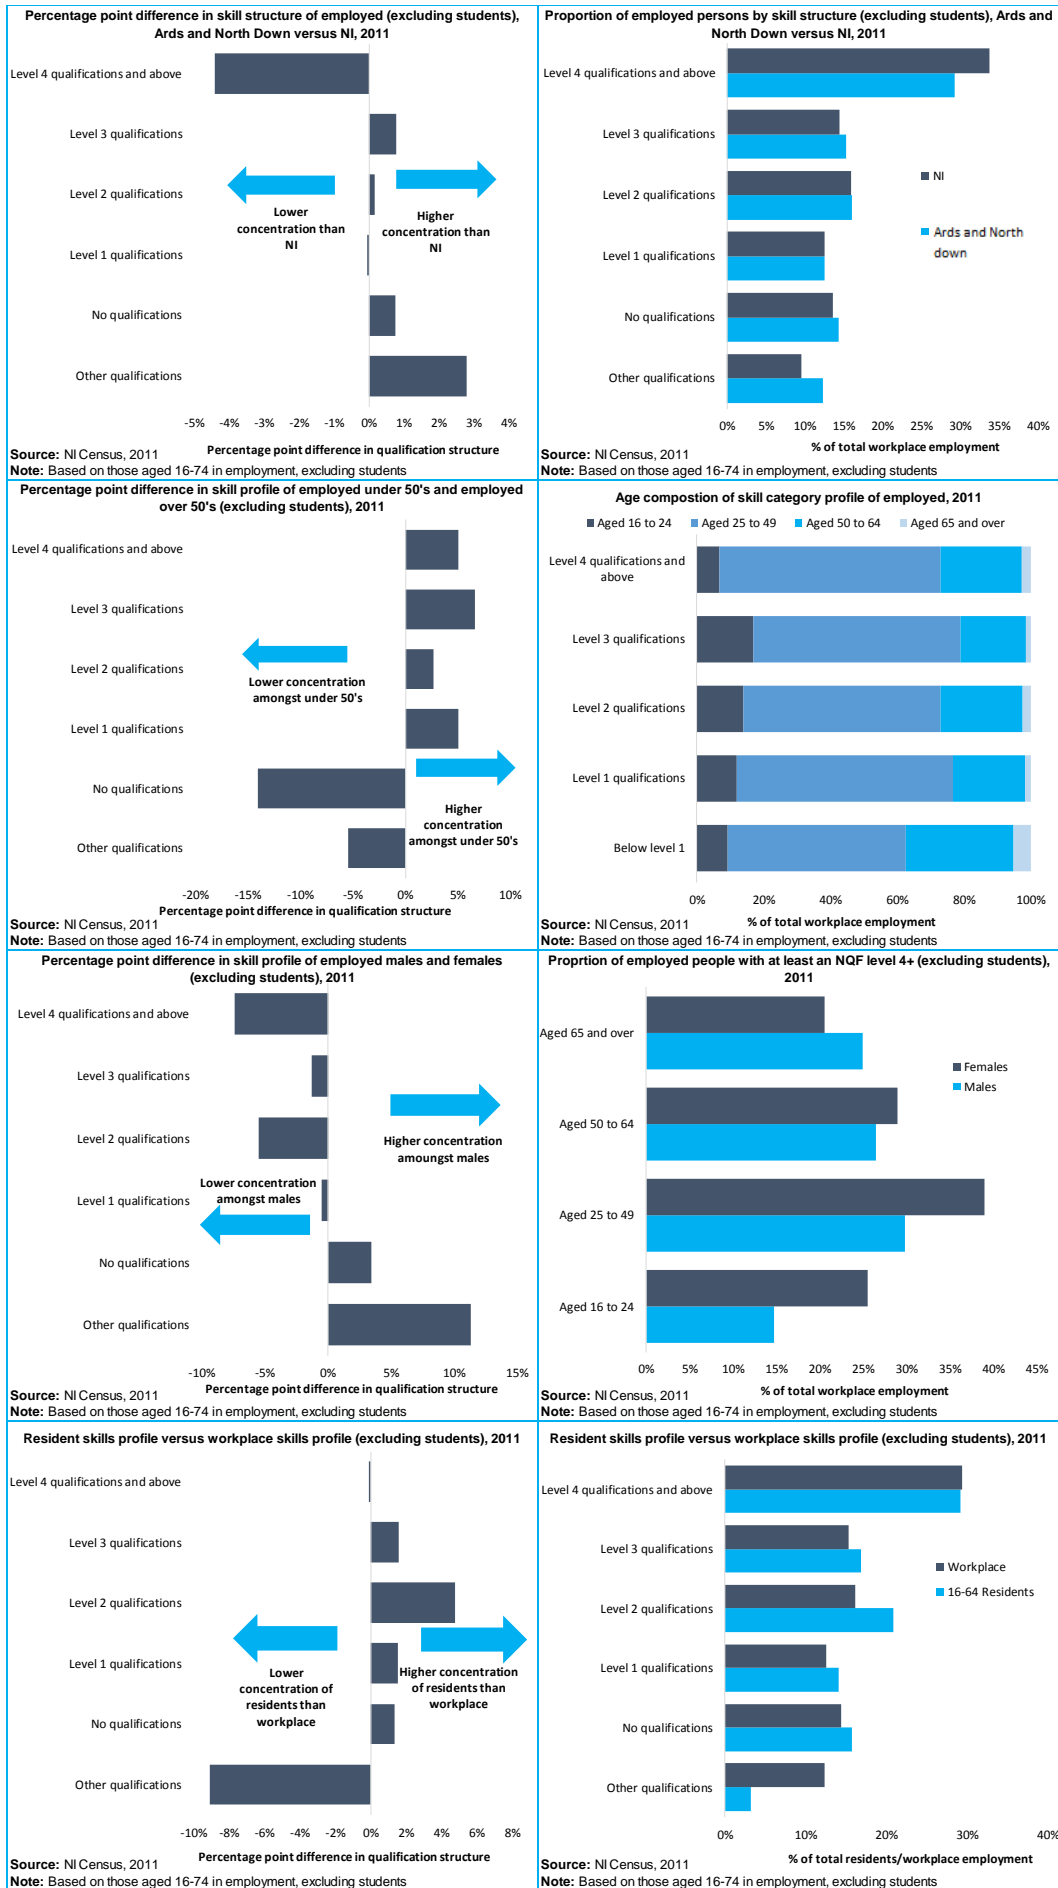 Percentage point difference in skill structure of employed (excluding students),
Ards and North Down versus NI, 2011
Level 4 qualifications and above
Level 3 qualifications
Level 2 qualifications
Level 1 qualifications
No qualifications
Other qualifications
Lower
concentration than
NI
Higher
concentration than
NI
-5% -4% -3% -2% -1% 0% 1% 2% 3% 4%
Percentage point difference in qualification structure
Source: NI Census, 2011
Note: Based on those aged 16-74 in employment, excluding students
Proportion of employed persons by skill structure (excluding students), Ards and
North Down versus NI, 2011
Level 4 qualifications and above
Level 3 qualifications
Level 2 qualifications
Level 1 qualifications
No qualifications
Other qualifications
NI
Ards and North
down
0% 5% 10% 15% 20% 25% 30% 35% 40%
% of total workplace employment
Source: NI Census, 2011
Note: Based on those aged 16-74 in employment, excluding students
Percentage point difference in skill profile of employed under 50's and employed
over 50's (excluding students), 2011
Level 4 qualifications and above
Level 3 qualifications
Level 2 qualifications
Level 1 qualifications
No qualifications
Other qualifications
Lower concentration
amongst under 50's
Higher
concentration
amongst under 50's
-20% -15% -10% -5% 0% 5% 10%
Percentage point difference in qualification structure
Source: NI Census, 2011
Note: Based on those aged 16-74 in employment, excluding students
Age compostion of skill category profile of employed, 2011
Aged 16 to 24 Aged 25 to 49 Aged 50 to 64 Aged 65 and over
Level 4 qualifications and
above
Level 3 qualifications
Level 2 qualifications
Level 1 qualifications
Below level 1
0% 20% 40% 60% 80% 100%
% of total workplace employment
Source: NI Census, 2011
Note: Based on those aged 16-74 in employment, excluding students
Percentage point difference in skill profile of employed males and females
(excluding students), 2011
Level 4 qualifications and above
Level 3 qualifications
Level 2 qualifications
Level 1 qualifications
No qualifications
Other qualifications
Higher concentration
amoungst males
Lower concentration
amongst males
-10% -5% 0% 5% 10% 15%
Percentage point difference in qualification structure
Source: NI Census, 2011
Note: Based on those aged 16-74 in employment, excluding students
Proprtion of employed people with at least an NQF level 4+ (excluding students),
2011
Aged 65 and over
Aged 50 to 64
Aged 25 to 49
Aged 16 to 24
Females
Males
0% 5% 10% 15% 20% 25% 30% 35% 40% 45%
% of total workplace employment
Source: NI Census, 2011
Note: Based on those aged 16-74 in employment, excluding students
Resident skills profile versus workplace skills profile (excluding students), 2011
Level 4 qualifications and above
Level 3 qualifications
Level 2 qualifications
Level 1 qualifications
No qualifications
Other qualifications
Lower
concentration of
residents than
workplace
Higher concentration
of residents than
workplace
-10% -8% -6% -4% -2% 0% 2% 4% 6% 8%
Percentage point difference in qualification structure
Source: NI Census, 2011
Note: Based on those aged 16-74 in employment, excluding students
Resident skills profile versus workplace skills profile (excluding students), 2011
Level 4 qualifications and above
Level 3 qualifications
Level 2 qualifications
Level 1 qualifications
No qualifications
Other qualifications
Workplace
16-64 Residents
0% 10% 20% 30% 40%
% of total residents/workplace employment
Source: NI Census, 2011
Note: Based on those aged 16-74 in employment, excluding students